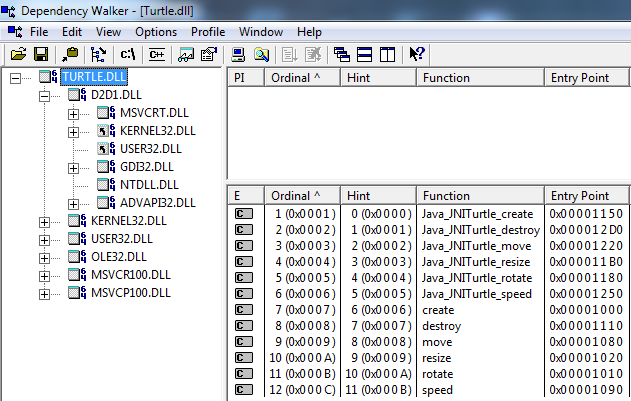 Dependency Walker - [Turtle.dll]
File Edit View Options Profile Window Help
C:\ C++
TURTLE.DLL
D2D1.DLL
MSVCRT.DLL
KERNEL32.DLL
USER32.DLL
GDI32.DLL
NTDLL.DLL
ADVAPI32.DLL
KERNEL32.DLL
USER32.DLL
OLE32.DLL
MSVCR100.DLL
MSVCP100.DLL
PI Ordinal ^ Hint Function Entry Point
E Ordinal ^ Hint Function Entry Point
C 1 (0x0001) 0 (0x0000) Java_JNITurtle_create 0x00001150
C 2 (0x0002) 1 (0x0001) Java_JNITurtle_destroy 0x000012D0
C 3 (0x0003) 2 (0x0002) Java_JNITurtle_move 0x00001220
C 4 (0x0004) 3 (0x0003) Java_JNITurtle_resize 0x000011B0
C 5 (0x0005) 4 (0x0004) Java_JNITurtle_rotate 0x00001180
C 6 (0x0006) 5 (0x0005) Java_JNITurtle_speed 0x00001250
C 7 (0x0007) 6 (0x0006) create 0x00001000
C 8 (0x0008) 7 (0x0007) destroy 0x00001110
C 9 (0x0009) 8 (0x0008) move 0x00001080
C 10 (0x000A) 9 (0x0009) resize 0x00001020
C 11 (0x000B) 10 (0x000A) rotate 0x00001010
C 12 (0x000C) 11 (0x000B) speed 0x00001090